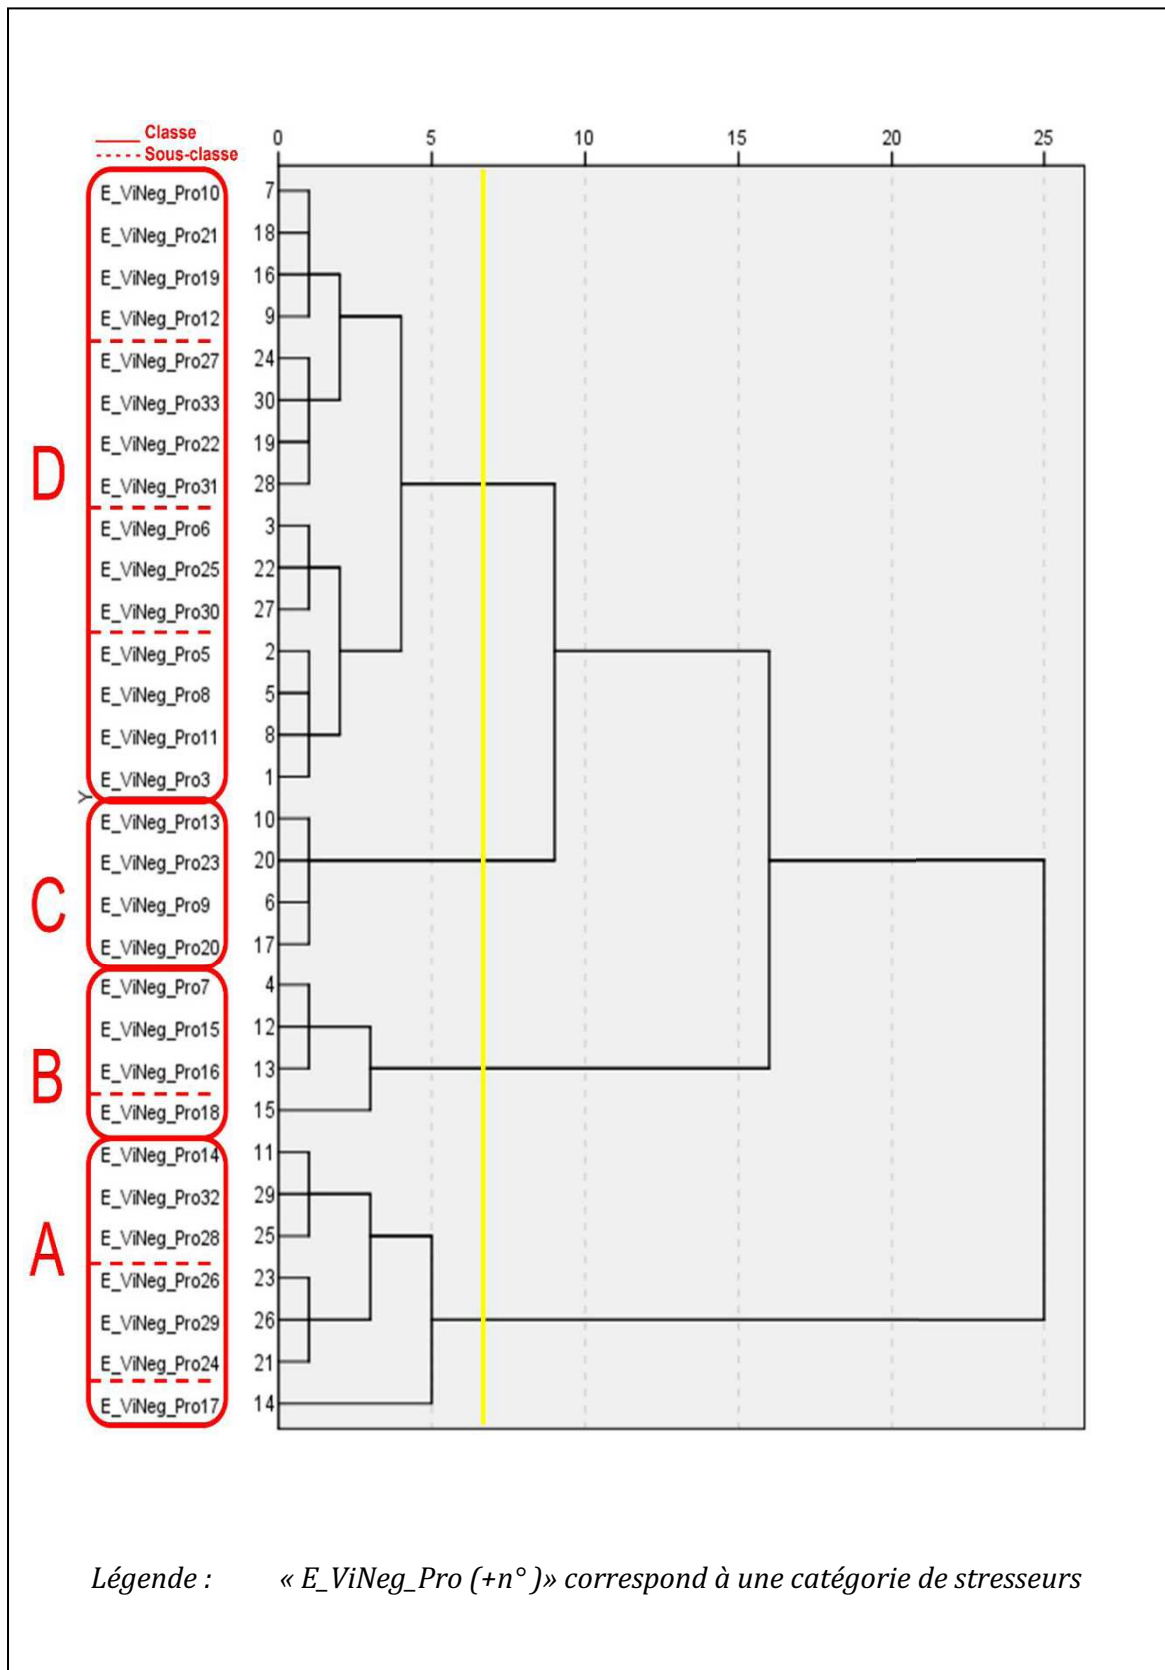 Classe
Sous-classe
0 5 10 15 20 25
E_ViNeg_Pro10 7
E_ViNeg_Pro21 18
E_ViNeg_Pro19 16
E_ViNeg_Pro12 9
E_ViNeg_Pro27 24
E_ViNeg_Pro33 30
E_ViNeg_Pro22 19
D
E_ViNeg_Pro31 28
E_ViNeg_Pro6 3
E_ViNeg_Pro25 22
E_ViNeg_Pro30 27
E_ViNeg_Pro5 2
E_ViNeg_Pro8 5
E_ViNeg_Pro11 8
E_ViNeg_Pro3 1
Y
E_ViNeg_Pro13 10
E_ViNeg_Pro23 20
C
E_ViNeg_Pro9 6
E_ViNeg_Pro20 17
E_ViNeg_Pro7 4
E_ViNeg_Pro15 12
B
E_ViNeg_Pro16 13
E_ViNeg_Pro18 15
E_ViNeg_Pro14 11
E_ViNeg_Pro32 29
E_ViNeg_Pro28 25
A
E_ViNeg_Pro26 23
E_ViNeg_Pro29 26
E_ViNeg_Pro24 21
E_ViNeg_Pro17 14
Légende : « E_ViNeg_Pro (+n° )» correspond à une catégorie de stresseurs